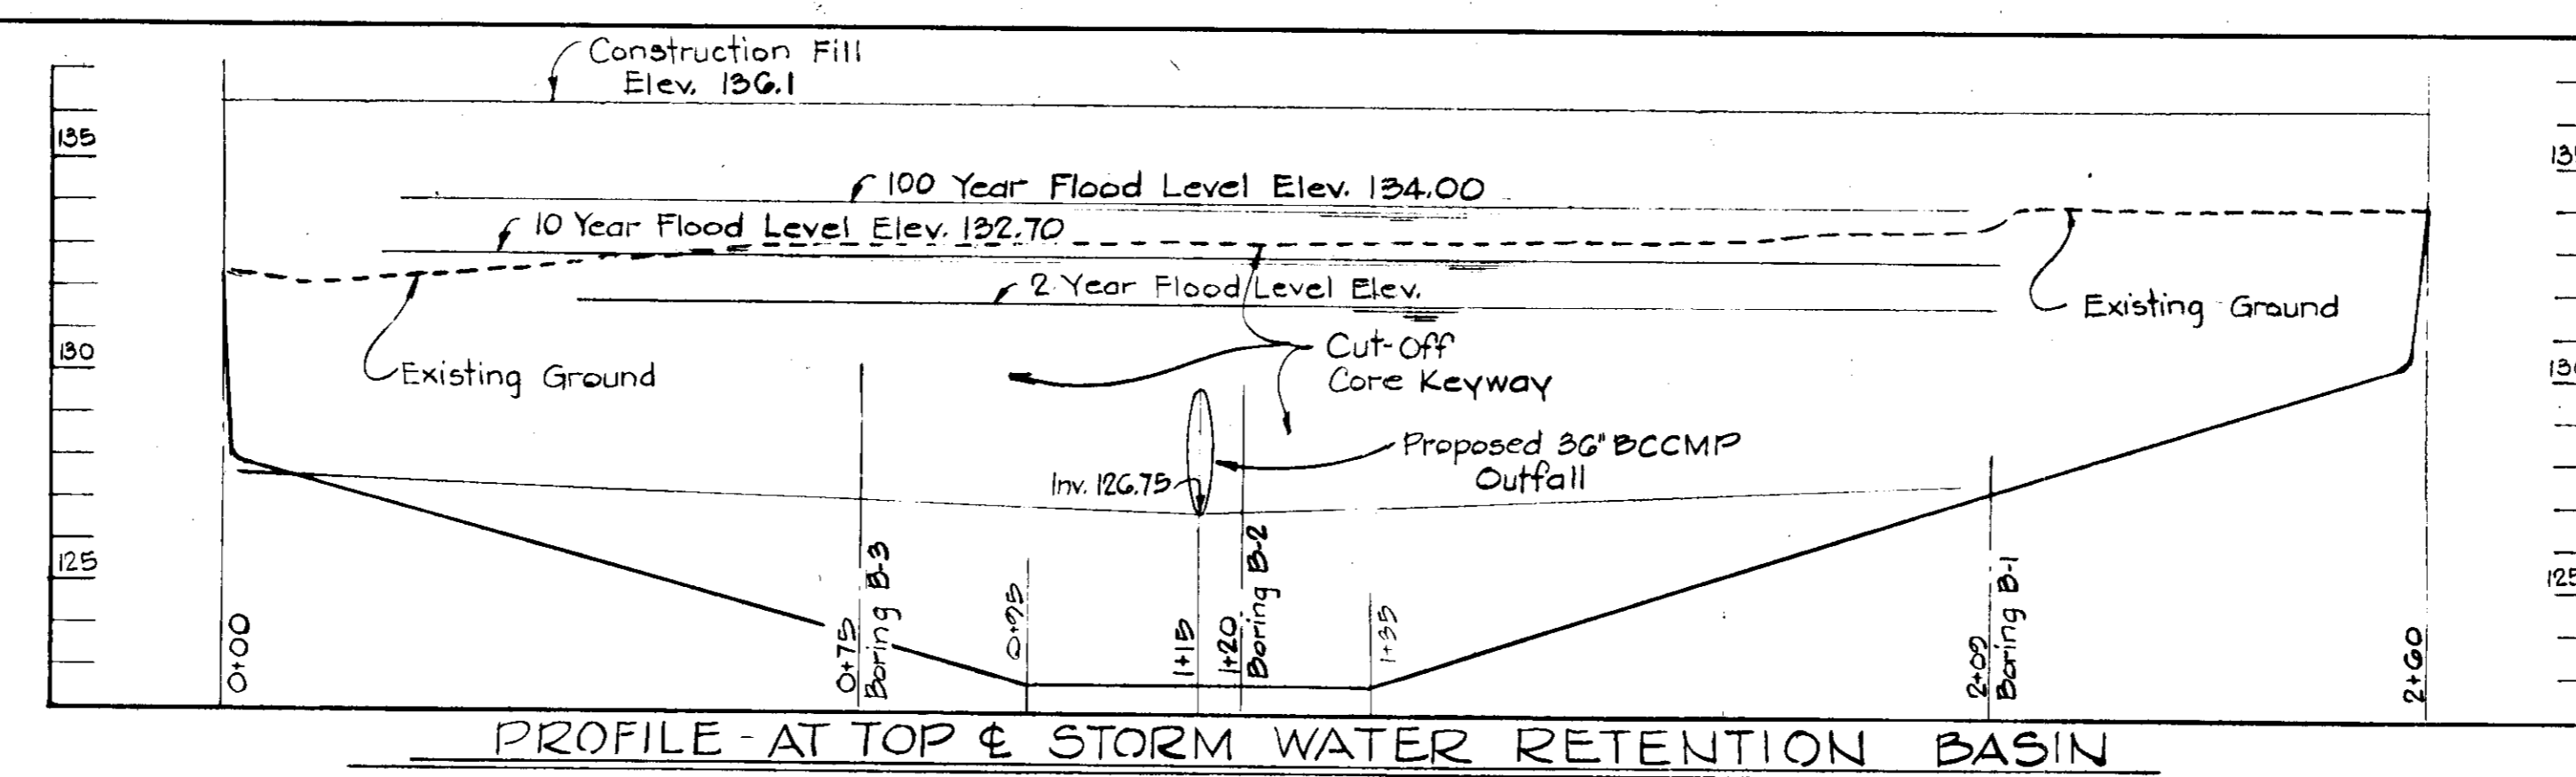 Construction Fill
Elev. 136.1
135
100 Year Flood Level Elev. 134.00
10 Year Flood Level Elev. 132.70
2 Year Flood Level Elev.
Existing Ground
130
Cut-Off
Core Keyway
Existing Ground
Proposed 36" BCCMP
Outfall
Inv. 126.75
125
125
0+00
0+75
Boring B-3
0+95
1+15
1+20
Boring B-2
1+35
2+09
Boring B-1
2+60
PROFILE - AT TOP ℄ STORM WATER RETENTION BASIN